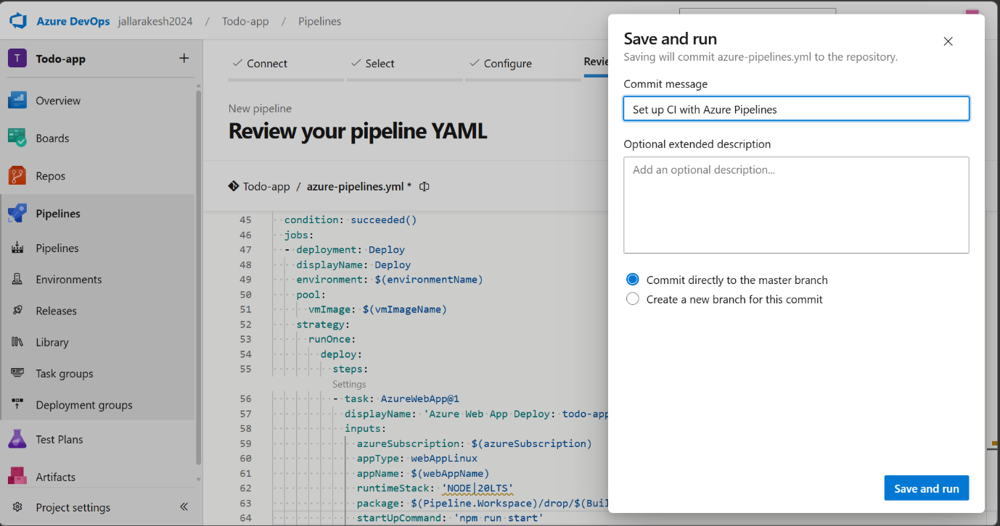 Azure DevOps jallarakesh2024 / Todo-app / Pipelines
T Todo-app +
Overview
Boards
Repos
Pipelines
Pipelines
Environments
Releases
Library
Task groups
Deployment groups
Test Plans
Artifacts
Project settings
Connect
Select
Configure
New pipeline
Review your pipeline YAML
Todo-app / azure-pipelines.yml *
45 condition: succeeded()
46 jobs:
47 - deployment: Deploy
48 displayName: Deploy
49 environment: $(environmentName)
50 pool:
51 vmImage: $(vmImageName)
52 strategy:
53 runOnce:
54 deploy:
55 steps:
Settings
56 - task: AzureWebApp@1
57 displayName: 'Azure Web App Deploy: todo-app
58 inputs:
59 azureSubscription: $(azureSubscription)
60 appType: webAppLinux
61 appName: $(webAppName)
62 runtimeStack: 'NODE|20LTS'
63 package: $(Pipeline.Workspace)/drop/$(Buil
64 startUpCommand: 'npm run start'
Save and run
Saving will commit azure-pipelines.yml to the repository.
Commit message
Set up CI with Azure Pipelines
Optional extended description
Add an optional description...
Commit directly to the master branch
Create a new branch for this commit
Save and run